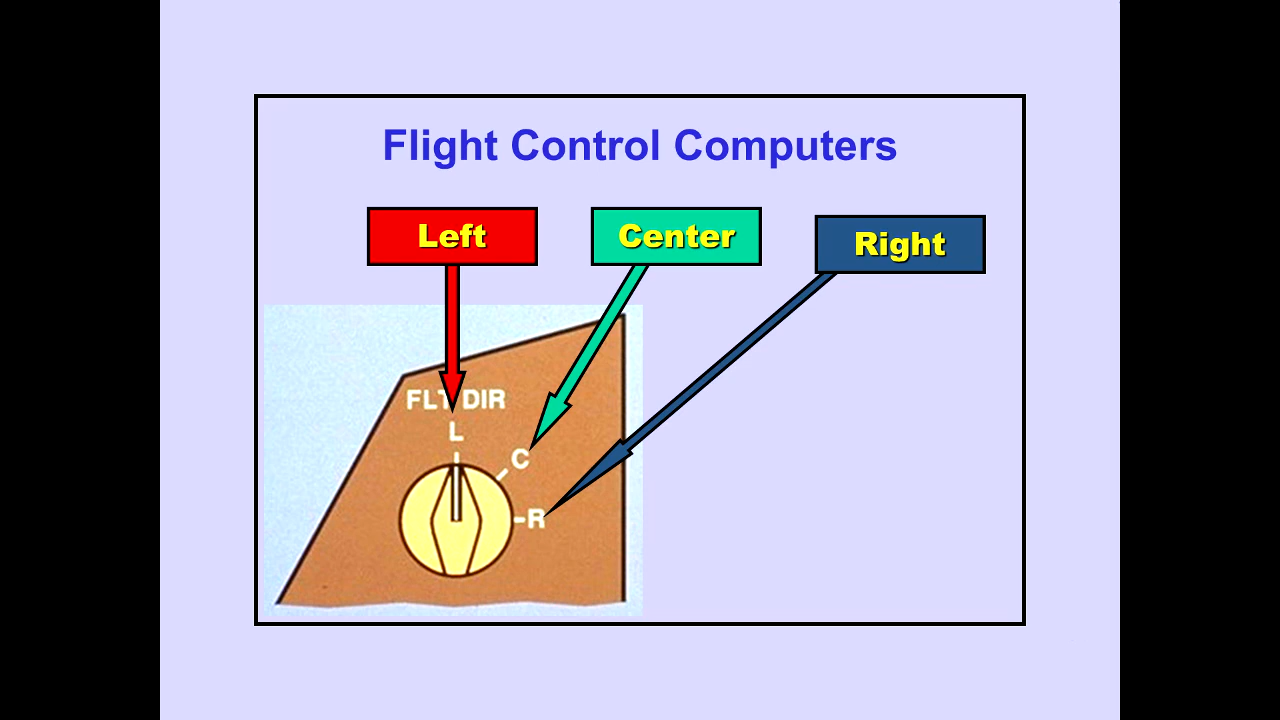 Flight Control Computers
Left
Center
Right
FLT DIR
L
C
R